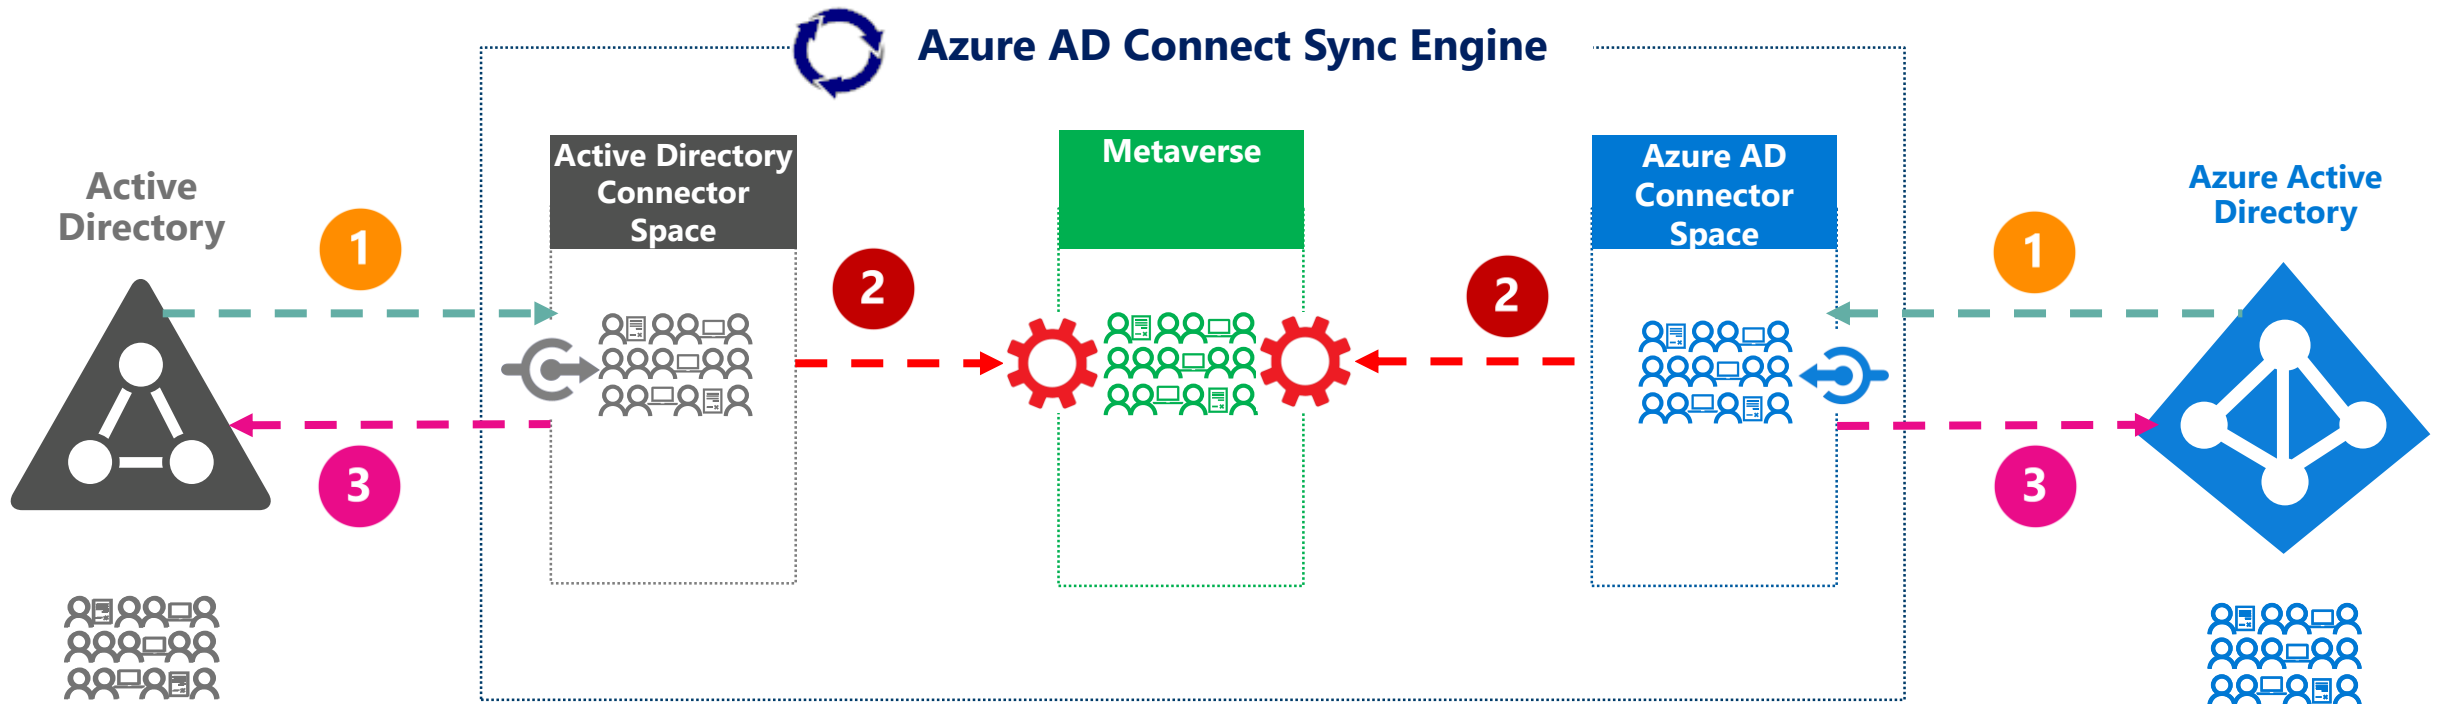 Azure AD Connect Sync Engine
Active
Directory
1
3
Active Directory
Connector
Space
2
Metaverse
2
Azure AD
Connector
Space
1
3
Azure Active
Directory